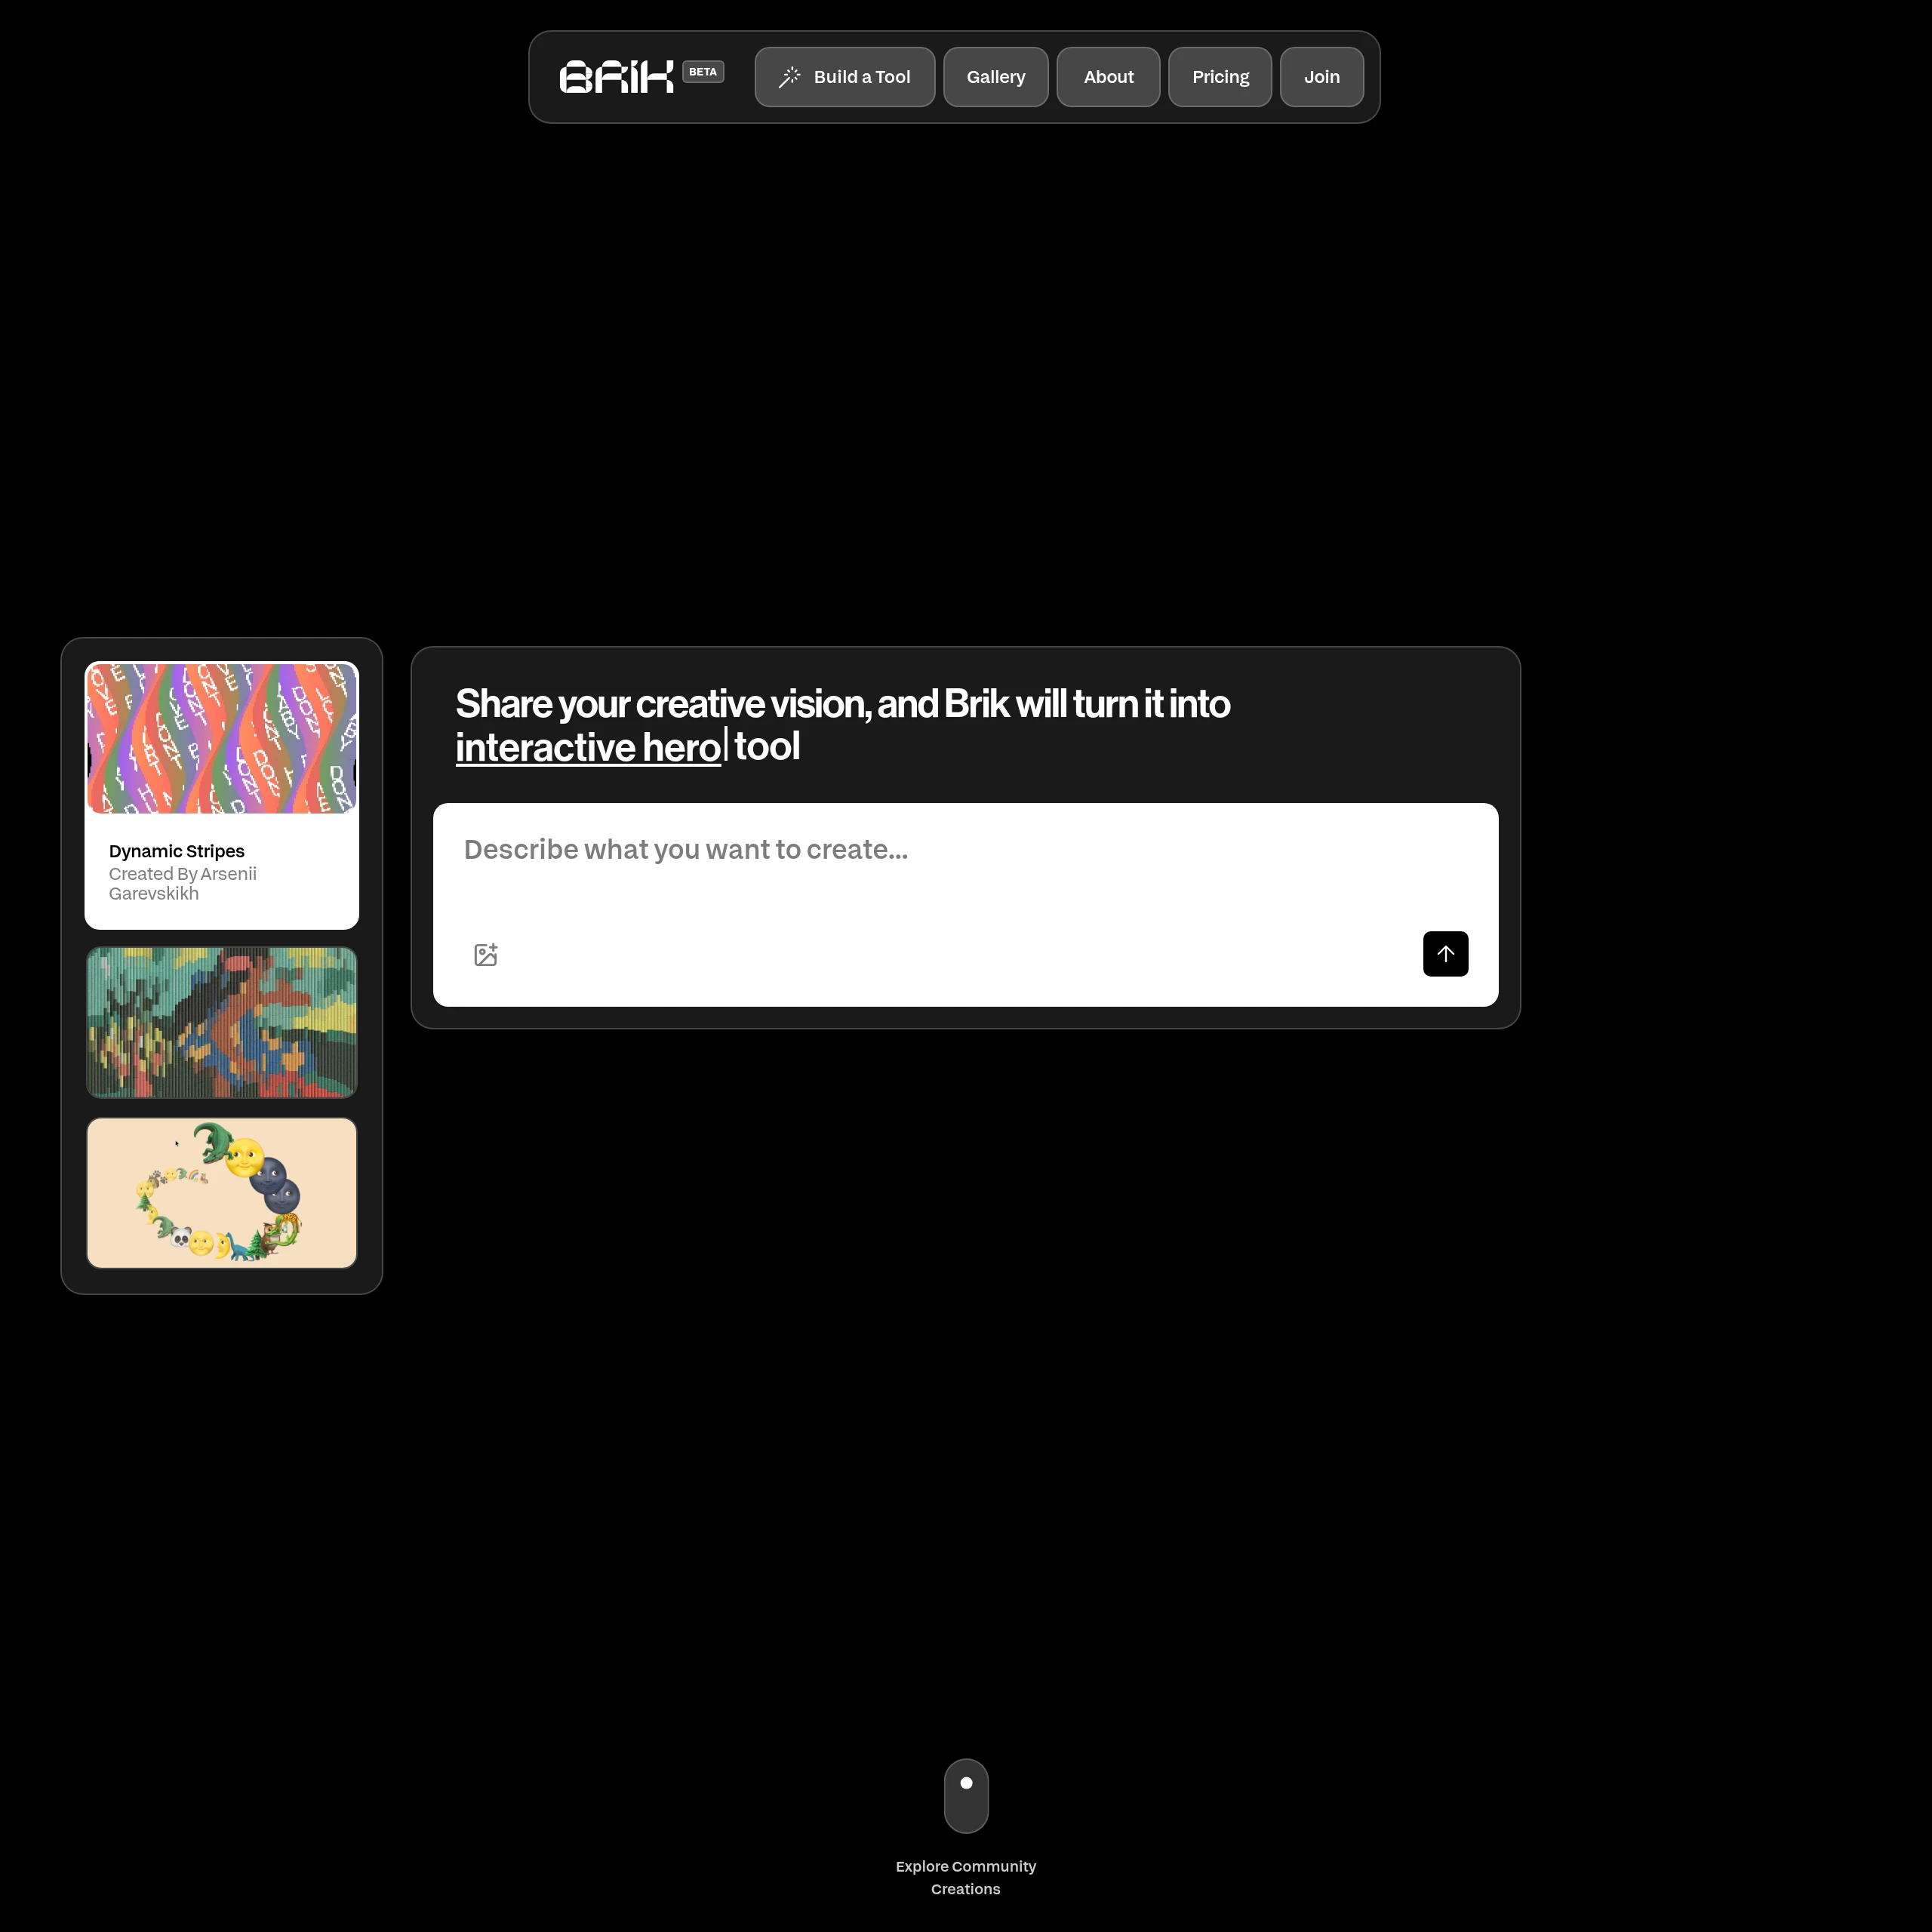 BRIK BETA
Build a Tool
Gallery
About
Pricing
Join
Share your creative vision, and Brik will turn it into
interactive hero| tool
Describe what you want to create...
Dynamic Stripes
Created By Arsenii
Garevskikh
Explore Community
Creations